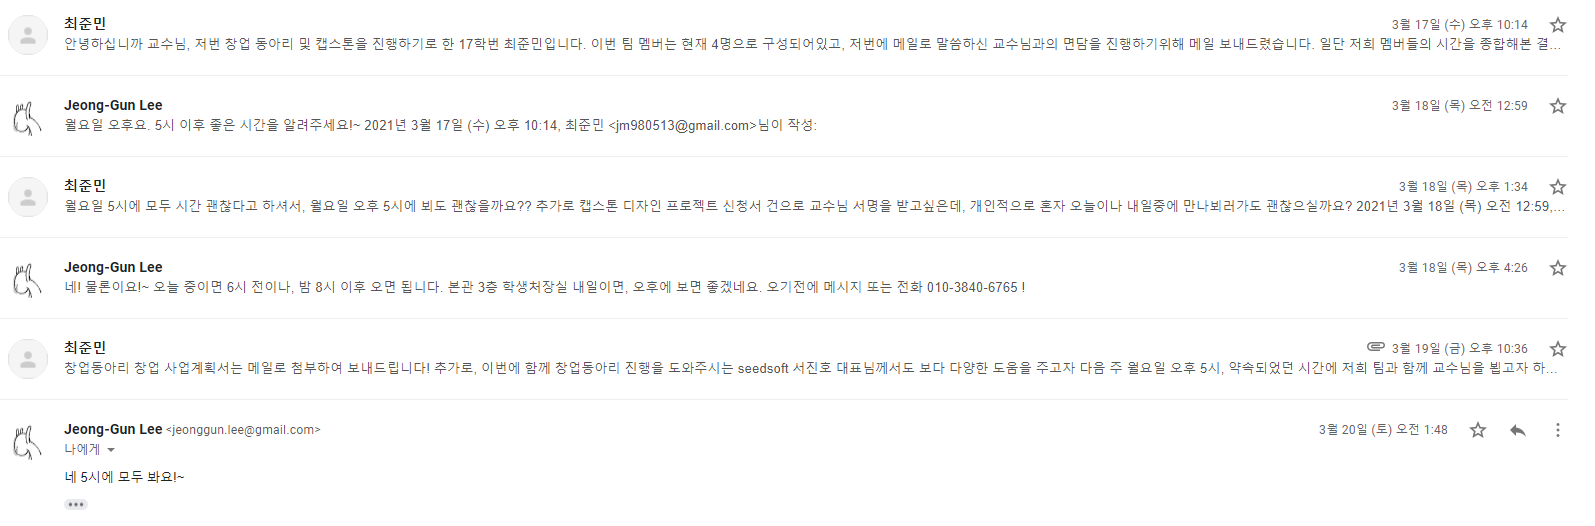 최준민
3월 17일 (수) 오후 10:14
안녕하십니까 교수님, 저번 창업 동아리 및 캡스톤을 진행하기로 한 17학번 최준민입니다. 이번 팀 멤버는 현재 4명으로 구성되어있고, 저번에 메일로 말씀하신 교수님과의 면담을 진행하기위해 메일 보내드렸습니다. 일단 저희 멤버들의 시간을 종합해본 결...
Jeong-Gun Lee
3월 18일 (목) 오전 12:59
월요일 오후요. 5시 이후 좋은 시간을 알려주세요!~ 2021년 3월 17일 (수) 오후 10:14, 최준민 <jm980513@gmail.com>님이 작성:
최준민
3월 18일 (목) 오후 1:34
월요일 5시에 모두 시간 괜찮다고 하셔서, 월요일 오후 5시에 뵈도 괜찮을까요?? 추가로 캡스톤 디자인 프로젝트 신청서 건으로 교수님 서명을 받고싶은데, 개인적으로 혼자 오늘이나 내일중에 만나뵈러가도 괜찮으실까요? 2021년 3월 18일 (목) 오전 12:59,...
Jeong-Gun Lee
3월 18일 (목) 오후 4:26
네! 물론이요!~ 오늘 중이면 6시 전이나, 밤 8시 이후 오면 됩니다. 본관 3층 학생처장실 내일이면, 오후에 보면 좋겠네요. 오기전에 메시지 또는 전화 010-3840-6765 !
최준민
3월 19일 (금) 오후 10:36
창업동아리 창업 사업계획서는 메일로 첨부하여 보내드립니다! 추가로, 이번에 함께 창업동아리 진행을 도와주시는 seedsoft 서진호 대표님께서도 보다 다양한 도움을 주고자 다음 주 월요일 오후 5시, 약속되었던 시간에 저희 팀과 함께 교수님을 뵙고자 하...
Jeong-Gun Lee <jeonggun.lee@gmail.com>
3월 20일 (토) 오전 1:48
나에게
네 5시에 모두 봐요!~